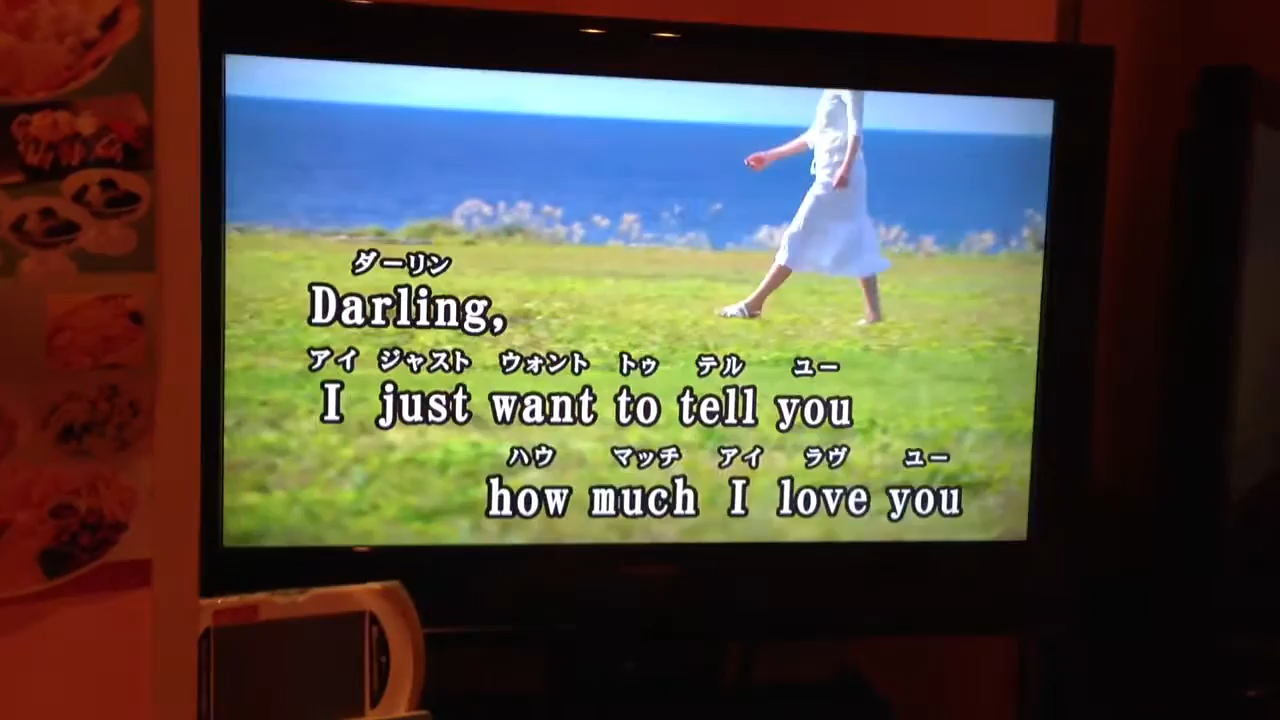 ダーリン
Darling,
アイ ジャスト ウォント トゥ テル ユー
I just want to tell you
ハウ マッチ アイ ラヴ ユー
how much I love you